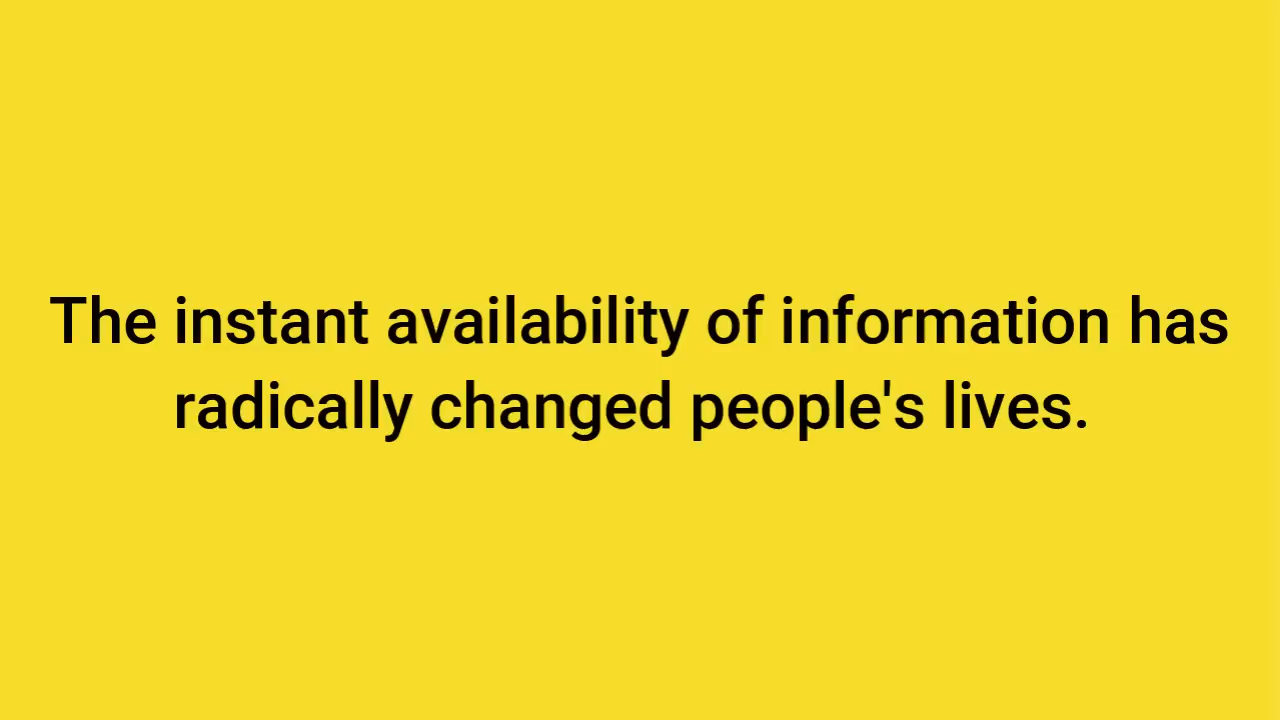 The instant availability of information has
radically changed people's lives.